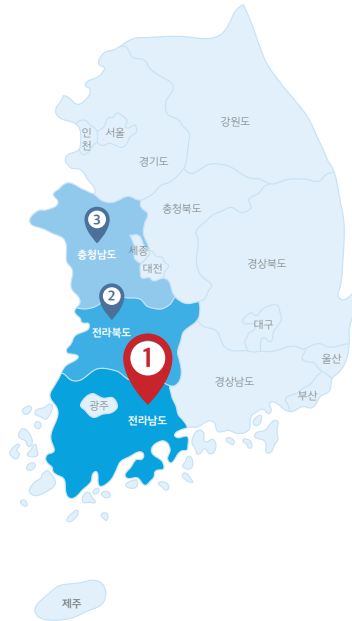 강원도
인
천
서울
경기도
충청북도
3
충청남도
세종
대전
경상북도
2
전라북도
대구
1
울산
경상남도
부산
광주
전라남도
제주